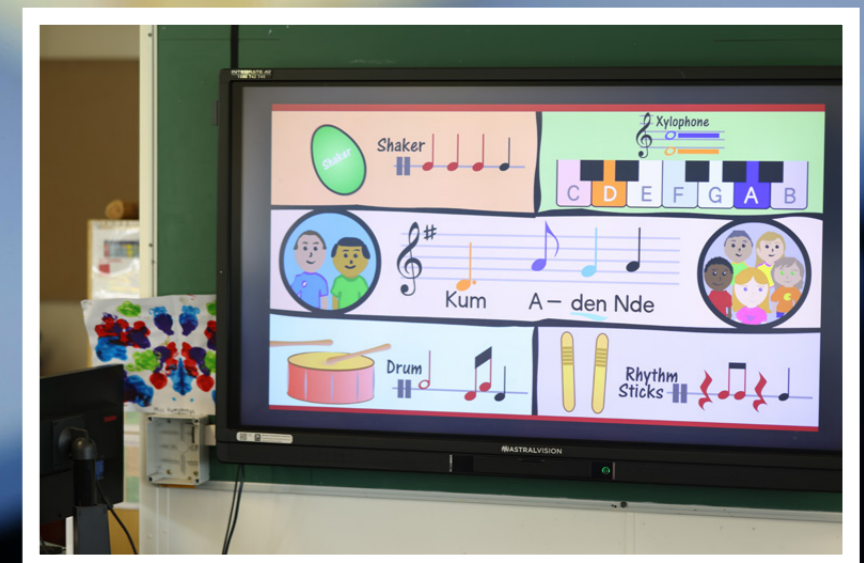 Shaker
Shaker
Xylophone
C D E F G A B
Kum A – den Nde
Drum
Rhythm
Sticks
ASTRALVISION